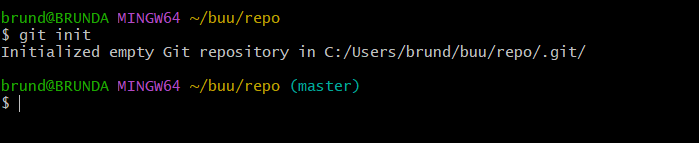 brund@BRUNDA MINGW64 ~/buu/repo
$ git init
Initialized empty Git repository in C:/Users/brund/buu/repo/.git/
brund@BRUNDA MINGW64 ~/buu/repo (master)
$